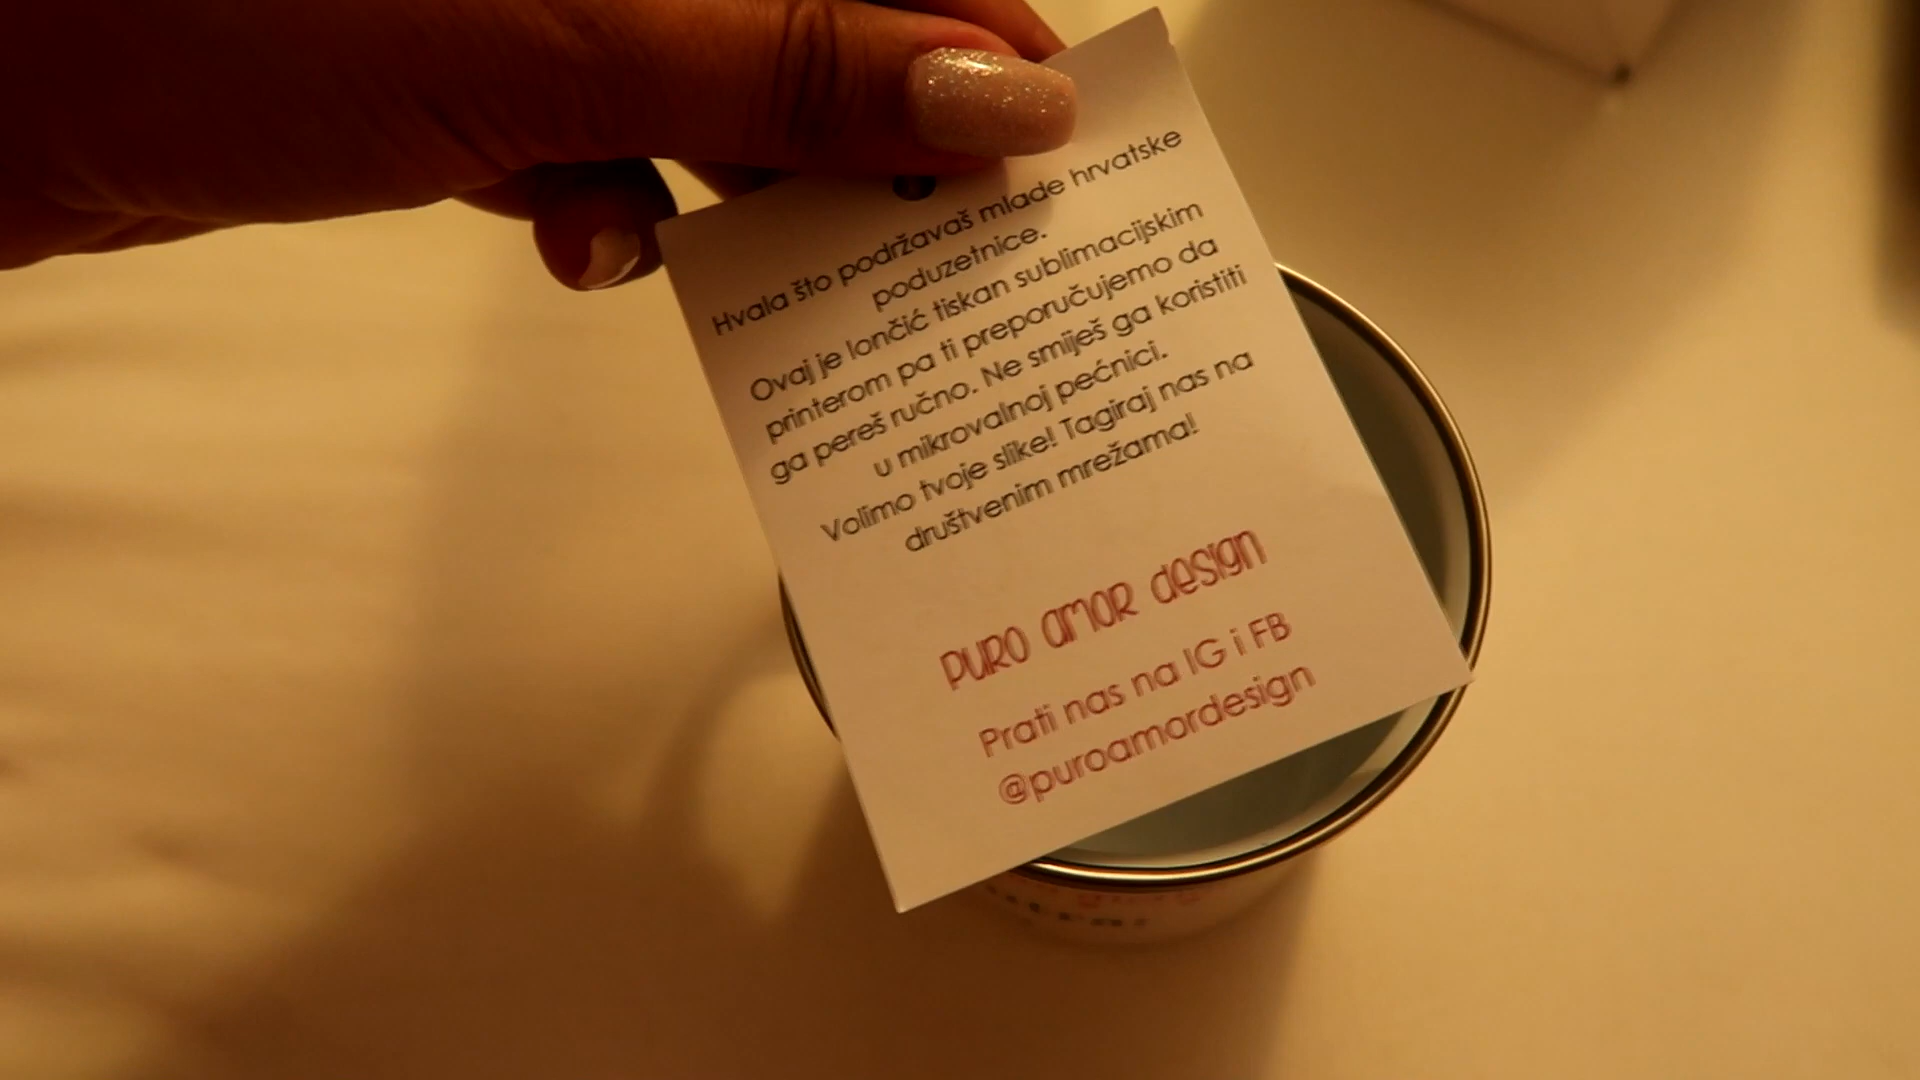 Hvala što podržavaš mlade hrvatske
poduzetnice.
Ovaj je lončić tiskan sublimacijskim
printerom pa ti preporučujemo da
ga pereš ručno. Ne smiješ ga koristiti
u mikrovalnoj pećnici.
Volimo tvoje slike! Tagiraj nas na
društvenim mrežama!
PURO AMOR DESIGN
Prati nas na IG i FB
@puroamordesign